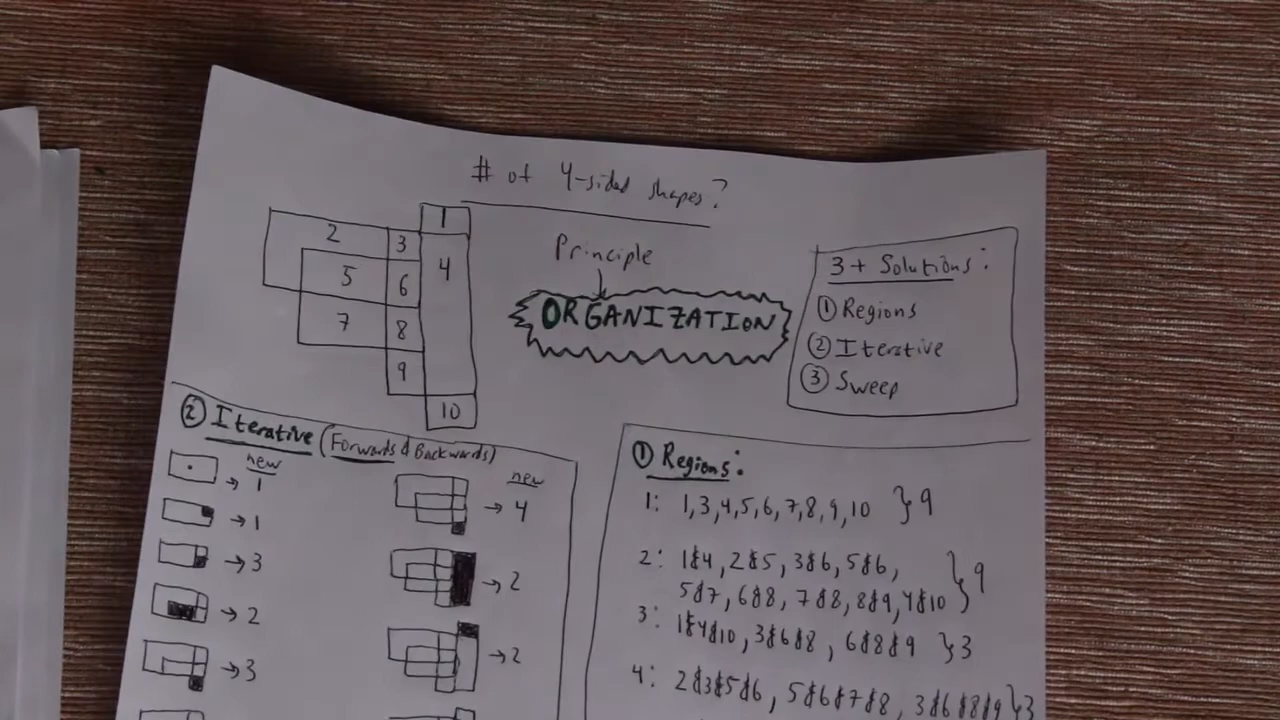 # of 4-sided shapes?
1
2 3
4
5 6
7 8
9
10
Principle
ORGANIZATION
3+ Solutions:
① Regions
② Iterative
③ Sweep
② Iterative (Forwards & Backwards)
new
→ 1
→ 1
→ 3
→ 2
→ 3
new
→ 4
→ 2
→ 2
① Regions:
1: 1,3,4,5,6,7,8,9,10 } 9
2: 1&4, 2&5, 3&6, 5&6,
5&7, 6&8, 7&8, 8&9, 4&10 } 9
3: 1&4&10, 3&6&8, 6&8&9 } 3
4: 2&3&5&6, 5&6&7&8, 3&6&8&9 } 3